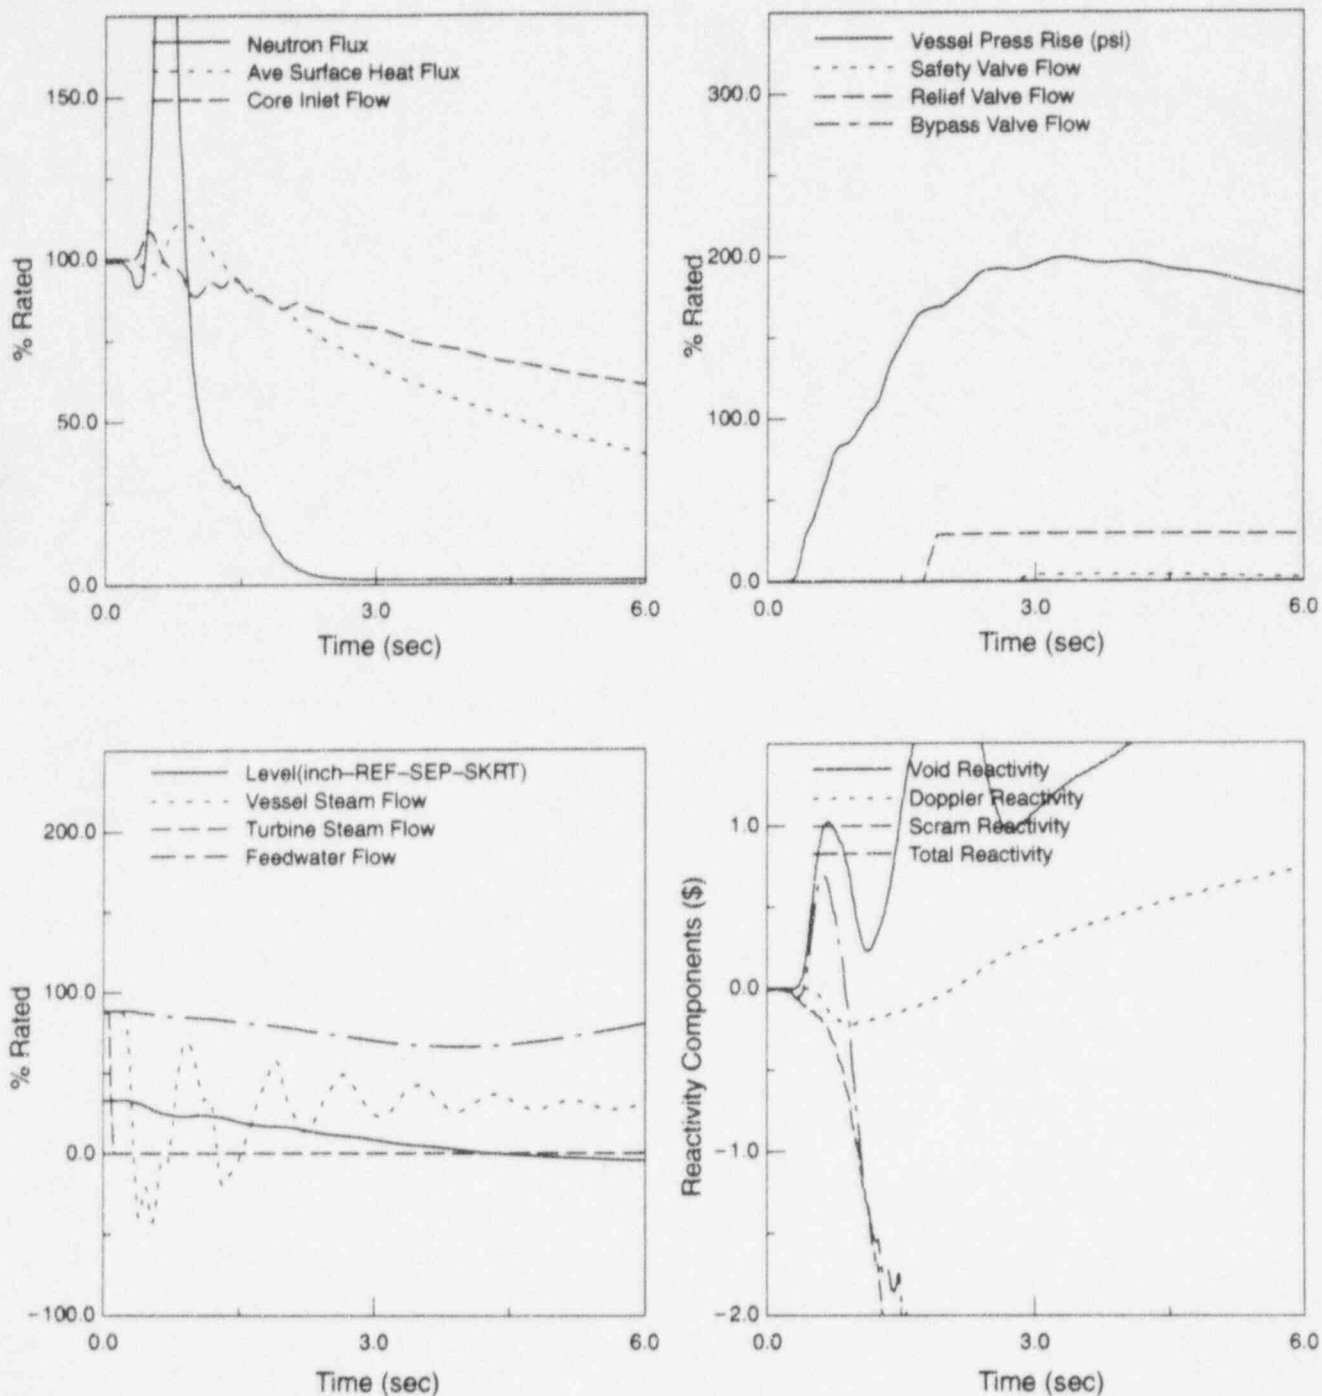 Neutron Flux
Ave Surface Heat Flux
Core Inlet Flow
150.0
100.0
50.0
0.0
% Rated
0.0
3.0
6.0
Time (sec)
Vessel Press Rise (psi)
Safety Valve Flow
Relief Valve Flow
Bypass Valve Flow
300.0
200.0
100.0
0.0
% Rated
0.0
3.0
6.0
Time (sec)
Level(inch-REF-SEP-SKRT)
Vessel Steam Flow
Turbine Steam Flow
Feedwater Flow
200.0
100.0
0.0
-100.0
% Rated
0.0
3.0
6.0
Time (sec)
Void Reactivity
Doppler Reactivity
Scram Reactivity
Total Reactivity
1.0
0.0
-1.0
-2.0
Reactivity Components ($)
0.0
3.0
6.0
Time (sec)